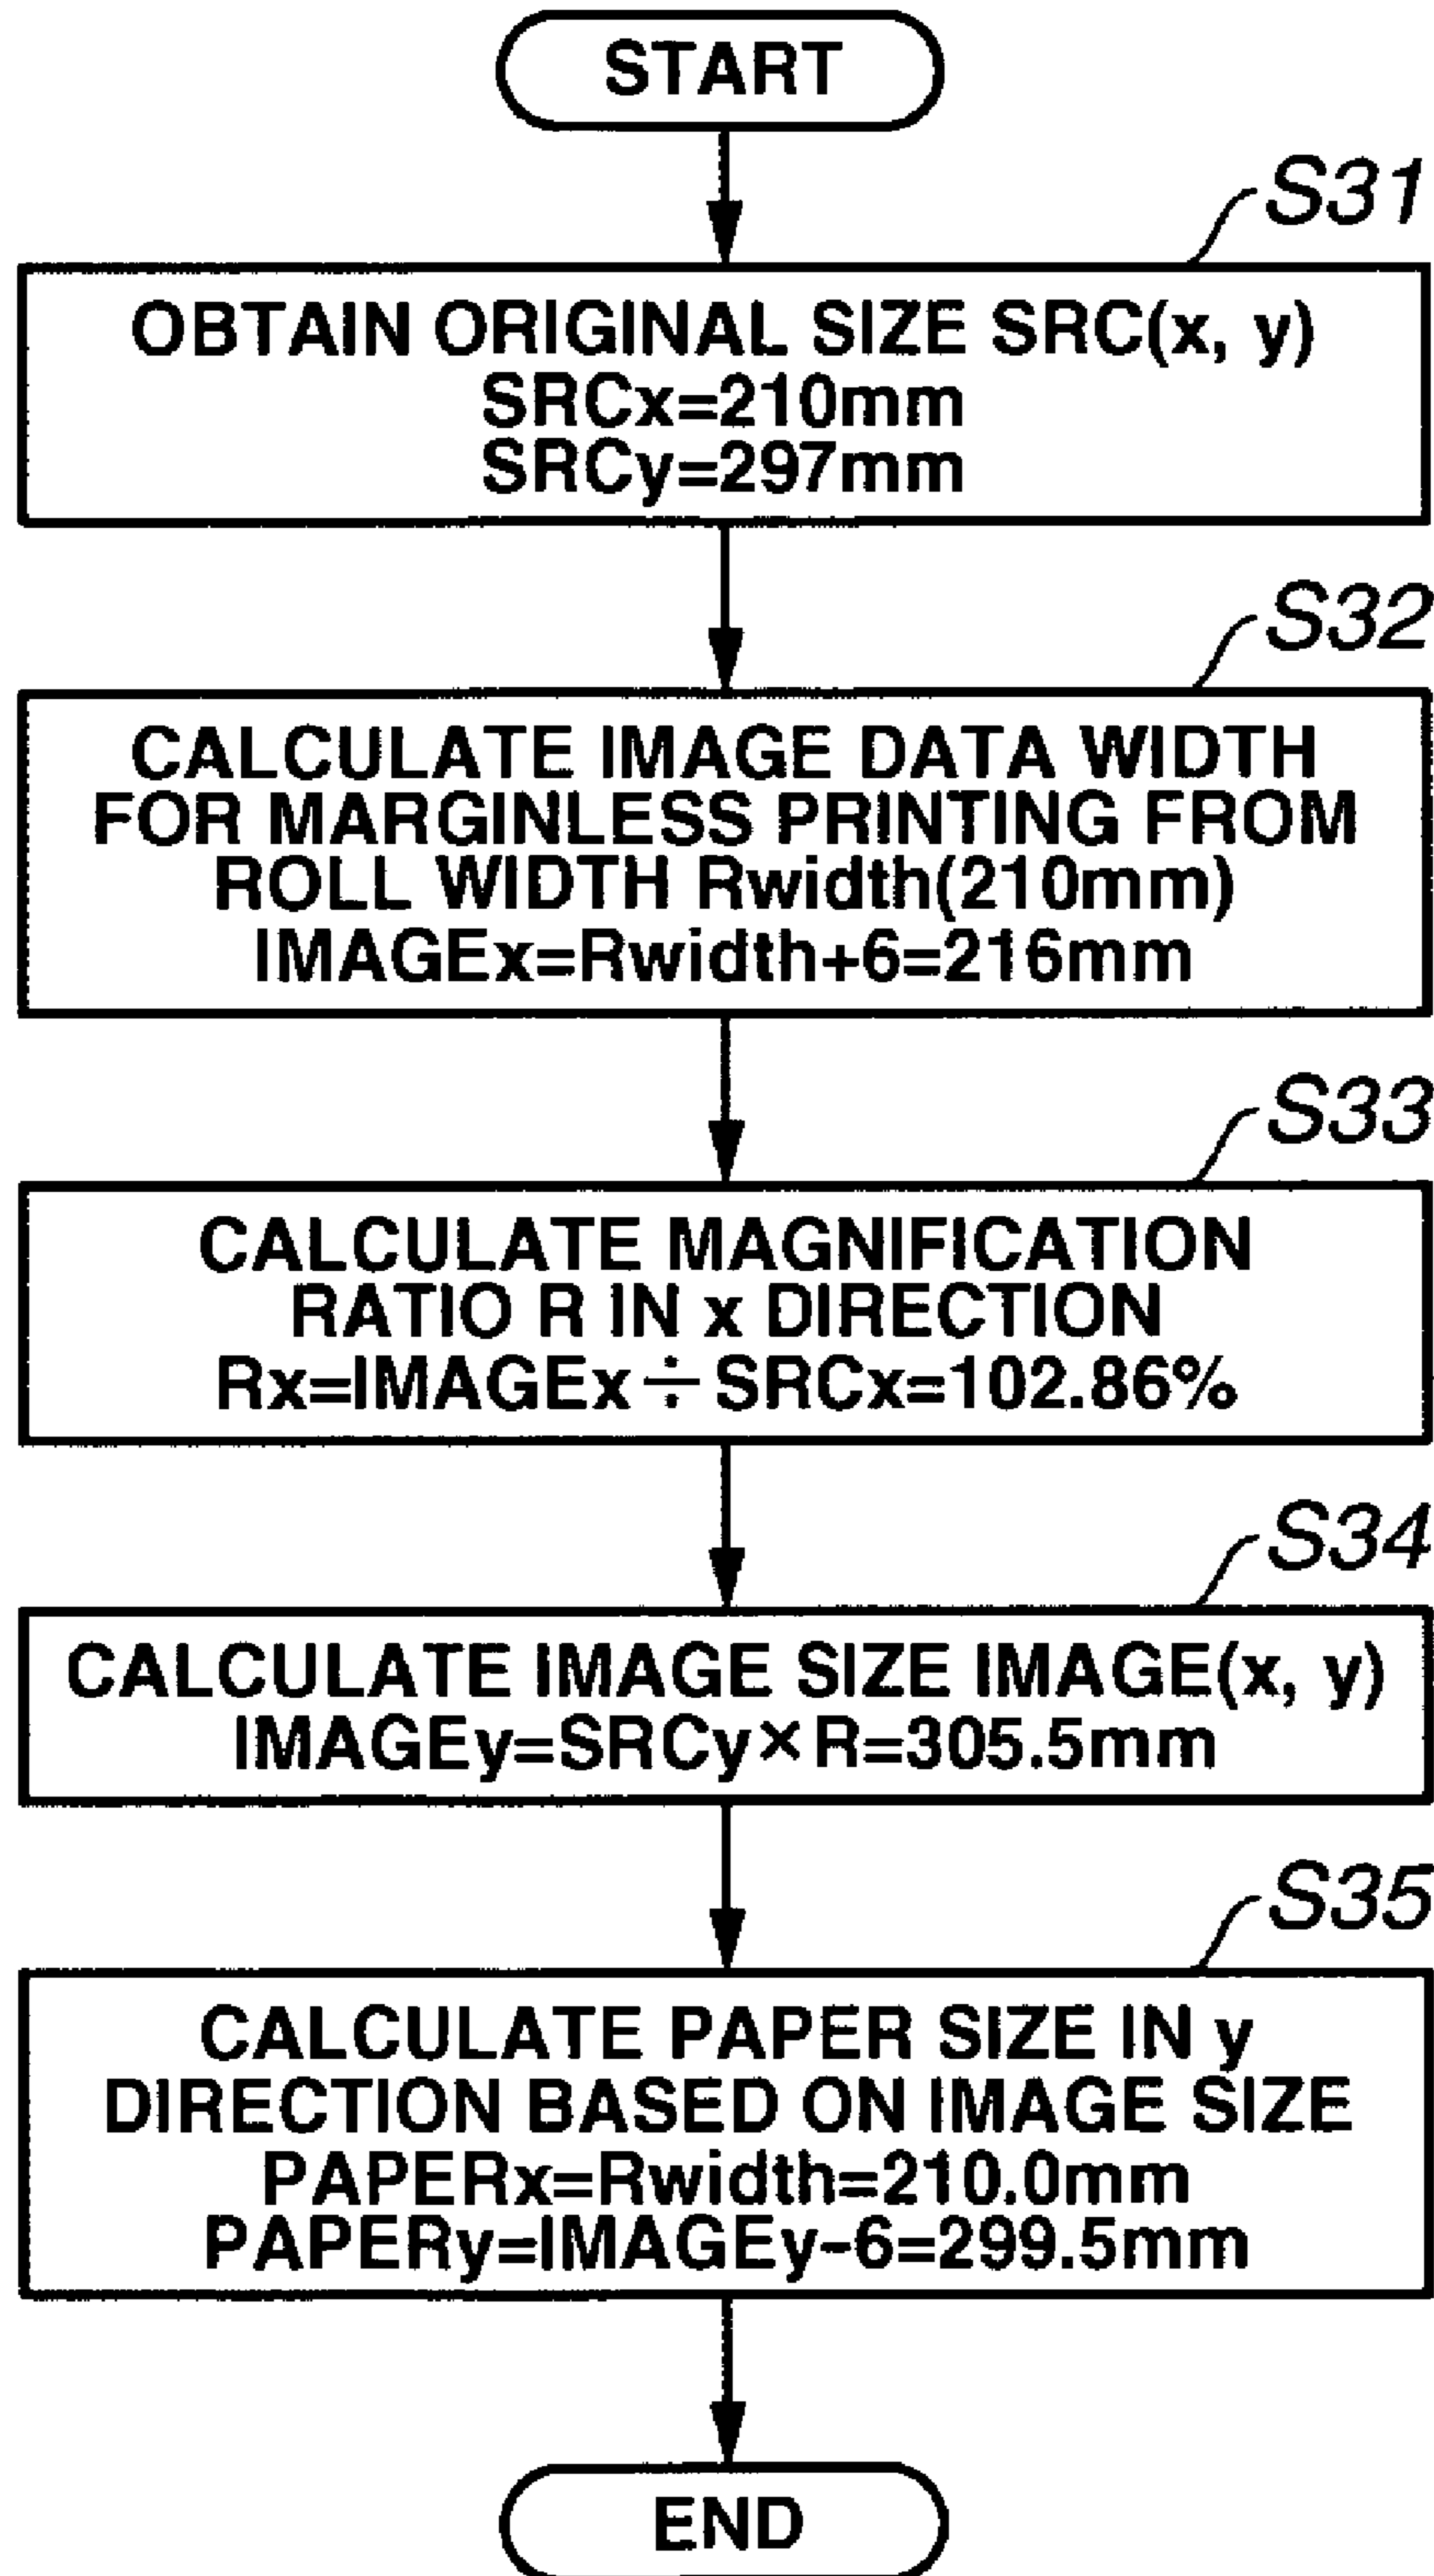 START
S31
OBTAIN ORIGINAL SIZE SRC(x, y)
SRCx=210mm
SRCy=297mm
S32
CALCULATE IMAGE DATA WIDTH
FOR MARGINLESS PRINTING FROM
ROLL WIDTH Rwidth(210mm)
IMAGEx=Rwidth+6=216mm
S33
CALCULATE MAGNIFICATION
RATIO R IN x DIRECTION
Rx=IMAGEx÷SRCx=102.86%
S34
CALCULATE IMAGE SIZE IMAGE(x, y)
IMAGEy=SRCy×R=305.5mm
S35
CALCULATE PAPER SIZE IN y
DIRECTION BASED ON IMAGE SIZE
PAPERx=Rwidth=210.0mm
PAPERy=IMAGEy-6=299.5mm
END